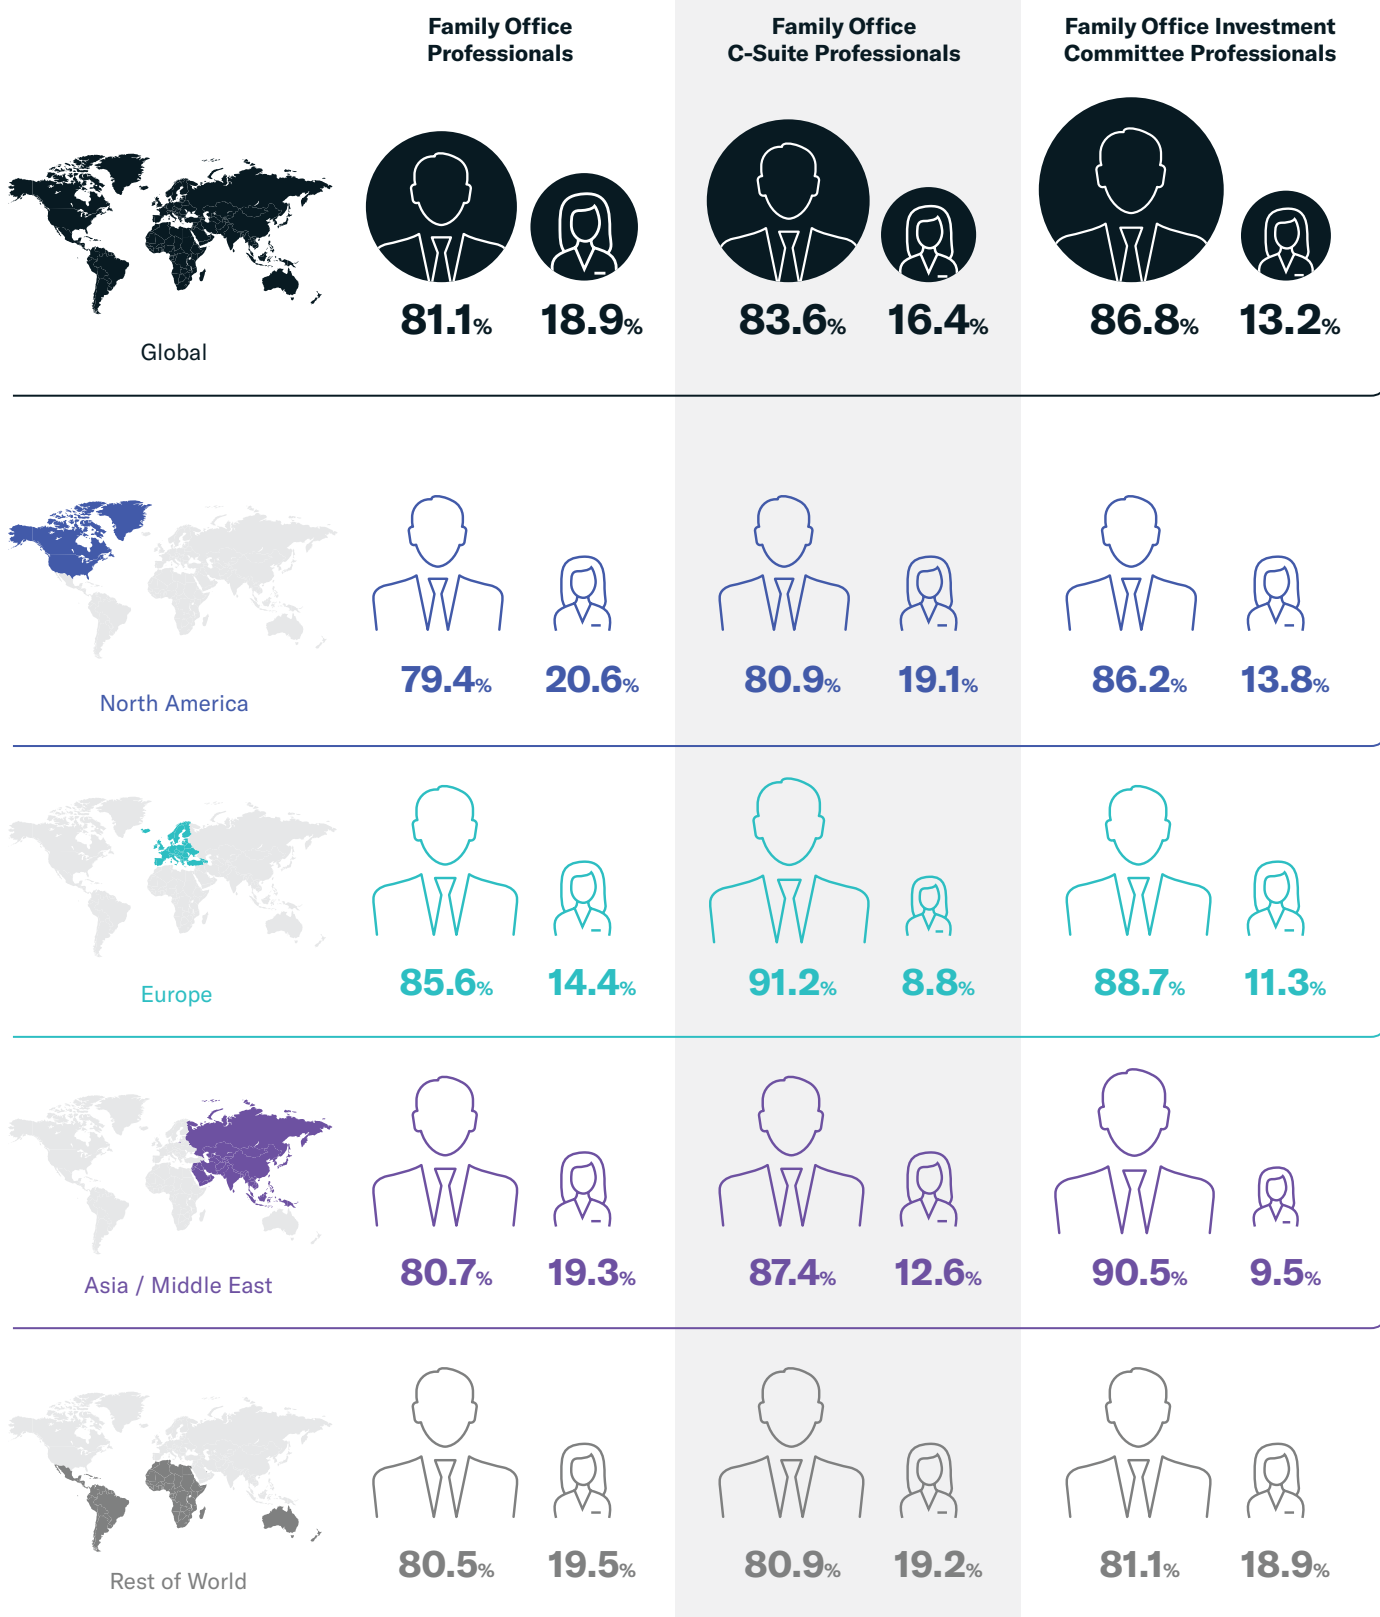 Family Office
Professionals
Family Office
C-Suite Professionals
Family Office Investment
Committee Professionals
81.1% 18.9% 83.6% 16.4% 86.8% 13.2%
Global
79.4% 20.6% 80.9% 19.1% 86.2% 13.8%
North America
85.6% 14.4% 91.2% 8.8% 88.7% 11.3%
Europe
80.7% 19.3% 87.4% 12.6% 90.5% 9.5%
Asia / Middle East
80.5% 19.5% 80.9% 19.2% 81.1% 18.9%
Rest of World